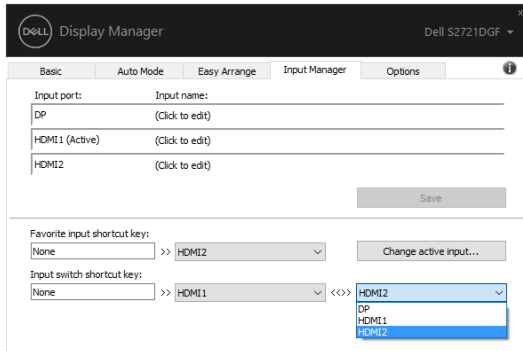 DELL Display Manager
Dell S2721DGF
Basic Auto Mode Easy Arrange Input Manager Options
Input port: Input name:
DP (Click to edit)
HDMI1 (Active) (Click to edit)
HDMI2 (Click to edit)
Save
Favorite input shortcut key:
None >> HDMI2 Change active input...
Input switch shortcut key:
None >> HDMI1 <<>> HDMI2
DP
HDMI1
HDMI2